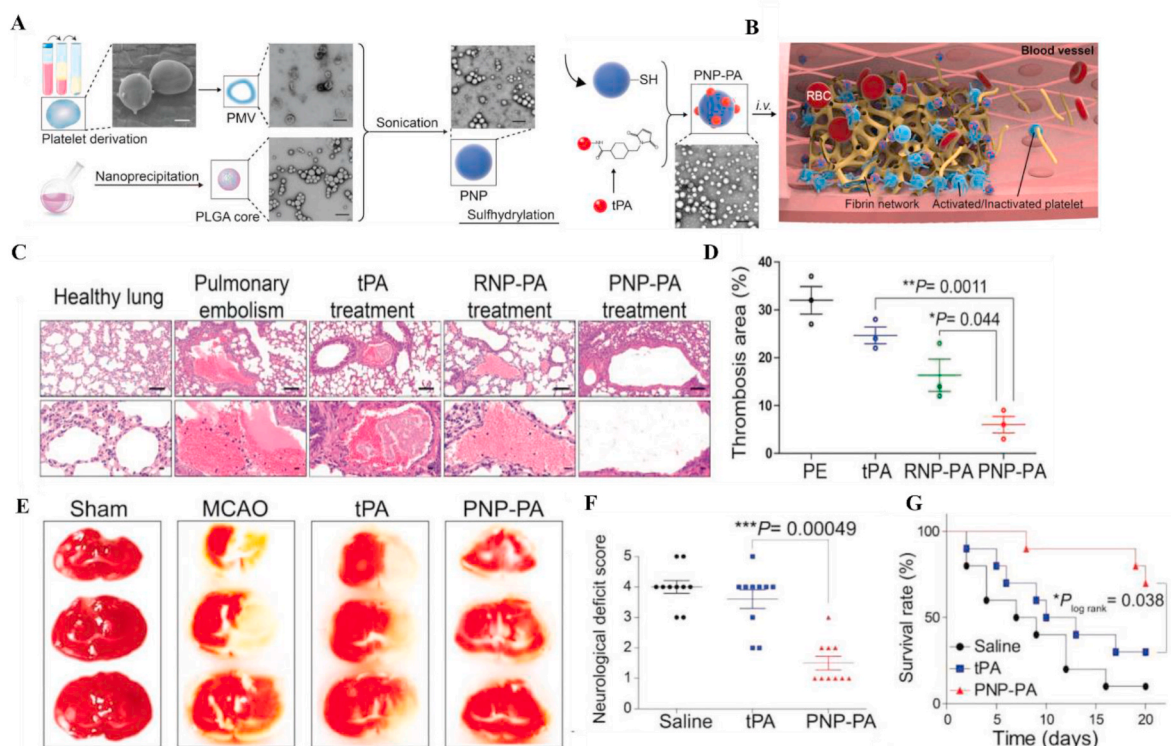 A
Platelet derivation
PMV
Nanoprecipitation
PLGA core
Sonication
PNP
Sulfhydrylation
SH
tPA
PNP-PA
i.v.
B
Blood vessel
RBC
Fibrin network
Activated/Inactivated platelet
C
Healthy lung
Pulmonary
embolism
tPA
treatment
RNP-PA
treatment
PNP-PA
treatment
D
Thrombosis area (%)
40
30
20
10
0
**P= 0.0011
*P= 0.044
PE
tPA
RNP-PA
PNP-PA
E
Sham
MCAO
tPA
PNP-PA
F
Neurological deficit score
5
4
3
2
1
0
***P= 0.00049
Saline
tPA
PNP-PA
G
Survival rate (%)
100
50
0
*P log rank = 0.038
Saline
tPA
PNP-PA
0
5
10
15
20
Time (days)